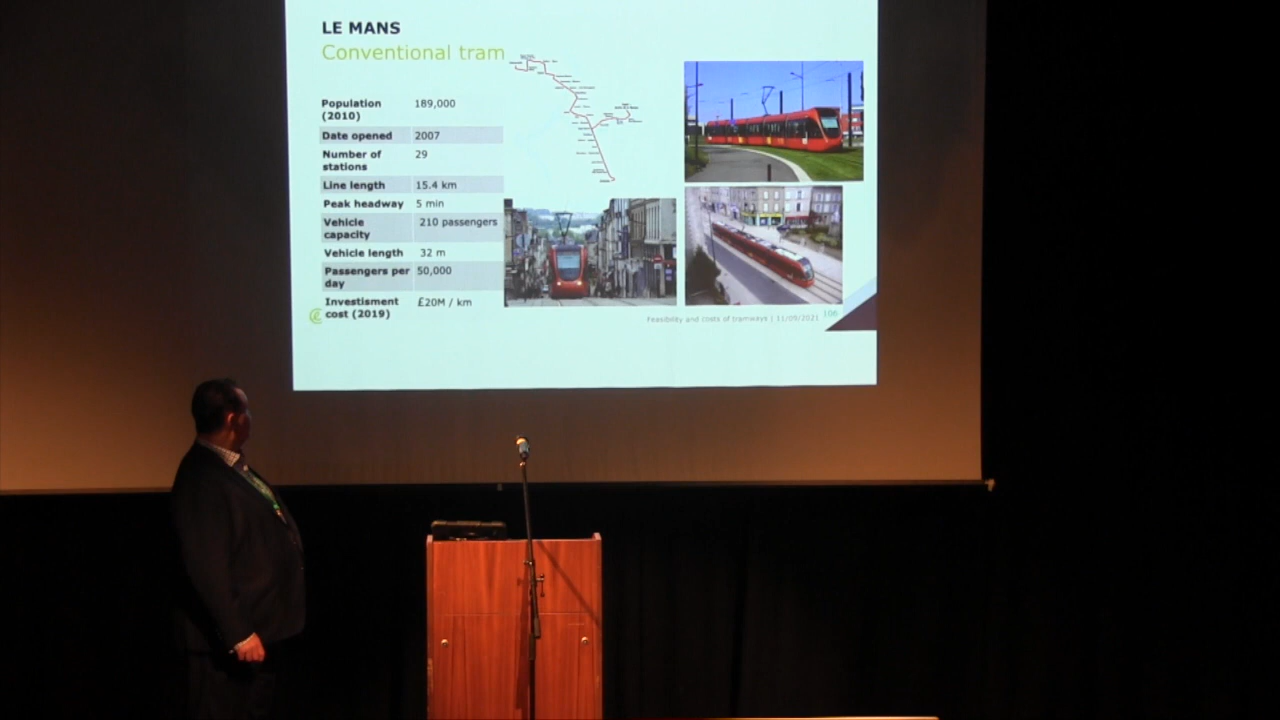 LE MANS
Conventional tram
Population
(2010)
189,000
Date opened 2007
Number of
stations
29
Line length 15.4 km
Peak headway 5 min
Vehicle
capacity
210 passengers
Vehicle length 32 m
Passengers per
day
50,000
Investisment
cost (2019)
£20M / km
Feasibility and costs of tramways | 11/09/2021 106